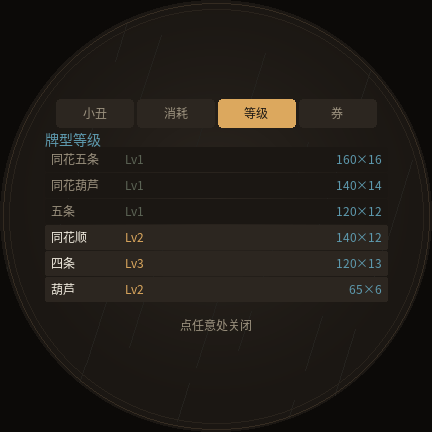 小丑 消耗 等级 券
牌型等级
同花五条 Lv1 160×16
同花葫芦 Lv1 140×14
五条 Lv1 120×12
同花顺 Lv2 140×12
四条 Lv3 120×13
葫芦 Lv2 65×6
点任意处关闭